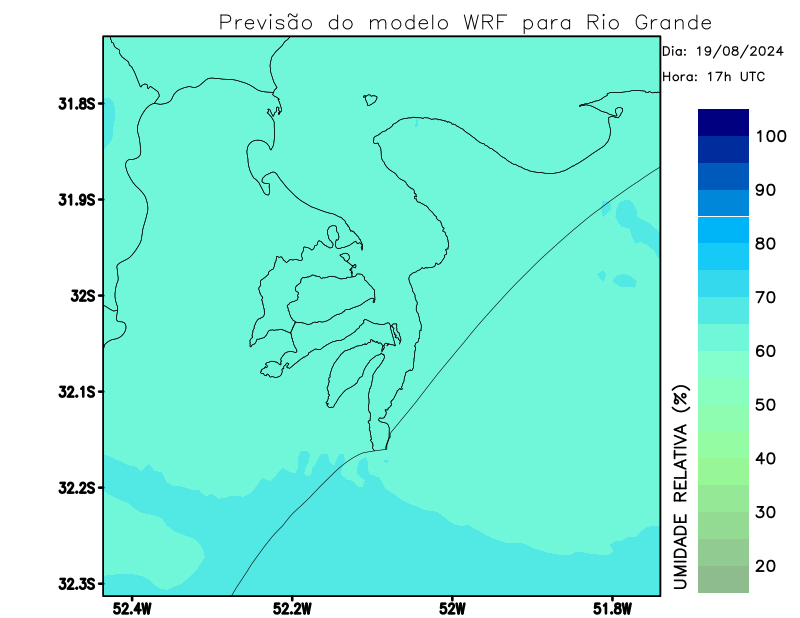 Previsão do modelo WRF para Rio Grande
Dia: 19/08/2024
Hora: 17h UTC
31.8S
31.9S
32S
32.1S
32.2S
32.3S
52.4W
52.2W
52W
51.8W
100
90
80
70
60
50
40
30
20
UMIDADE RELATIVA (%)